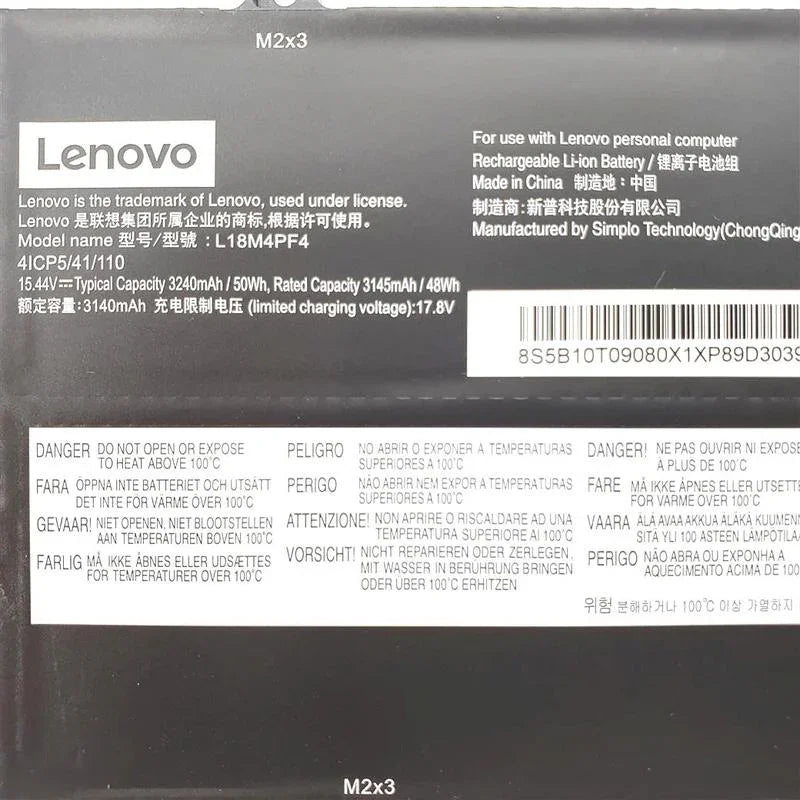 M2x3
Lenovo
Lenovo is the trademark of Lenovo, used under license.
Lenovo 是联想集团所属企业的商标,根据许可使用。
Model name 型号/型號 : L18M4PF4
4ICP5/41/110
15.44V⎓Typical Capacity 3240mAh / 50Wh, Rated Capacity 3145mAh / 48Wh
额定容量:3140mAh 充电限制电压 (limited charging voltage):17.8V
For use with Lenovo personal computer
Rechargeable Li-ion Battery / 锂离子电池组
Made in China 制造地:中国
制造商:新普科技股份有限公司
Manufactured by Simplo Technology(ChongQing
8S5B10T09080X1XP89D3039
DANGER DO NOT OPEN OR EXPOSE
TO HEAT ABOVE 100°C
FARA ÖPPNA INTE BATTERIET OCH UTSÄTT
DET INTE FÖR VÄRME ÖVER 100°C
GEVAAR! NIET OPENEN, NIET BLOOTSTELLEN
AAN TEMPERATUREN BOVEN 100°C
FARLIG MÅ IKKE ÅBNES ELLER UDSÆTTES
FOR TEMPERATURER OVER 100°C
PELIGRO NO ABRIR O EXPONER A TEMPERATURAS
SUPERIORES A 100°C
PERIGO NÃO ABRIR NEM EXPOR A TEMPERATURAS
SUPERIORES A 100°C
ATTENZIONE! NON APRIRE O RISCALDARE AD UNA
TEMPERATURA SUPERIORE AI 100°C
VORSICHT! NICHT REPARIEREN ODER ZERLEGEN,
MIT WASSER IN BERÜHRUNG BRINGEN
ODER ÜBER 100°C ERHITZEN
DANGER! NE PAS OUVRIR NI EXPOSE
À PLUS DE 100°C
FARE MÅ IKKE ÅPNES ELLER UTSETTE
FOR VARME OVER 100°C
VAARA ÄLÄ AVAA AKKUA ÄLÄKÄ KUUMEN
SITÄ YLI 100 ASTEEN LÄMPÖTILA
PERIGO NÃO ABRA OU EXPONHA A
AQUECIMENTO ACIMA DE 100
위험 분해하거나 100°C 이상 가열하지
M2x3